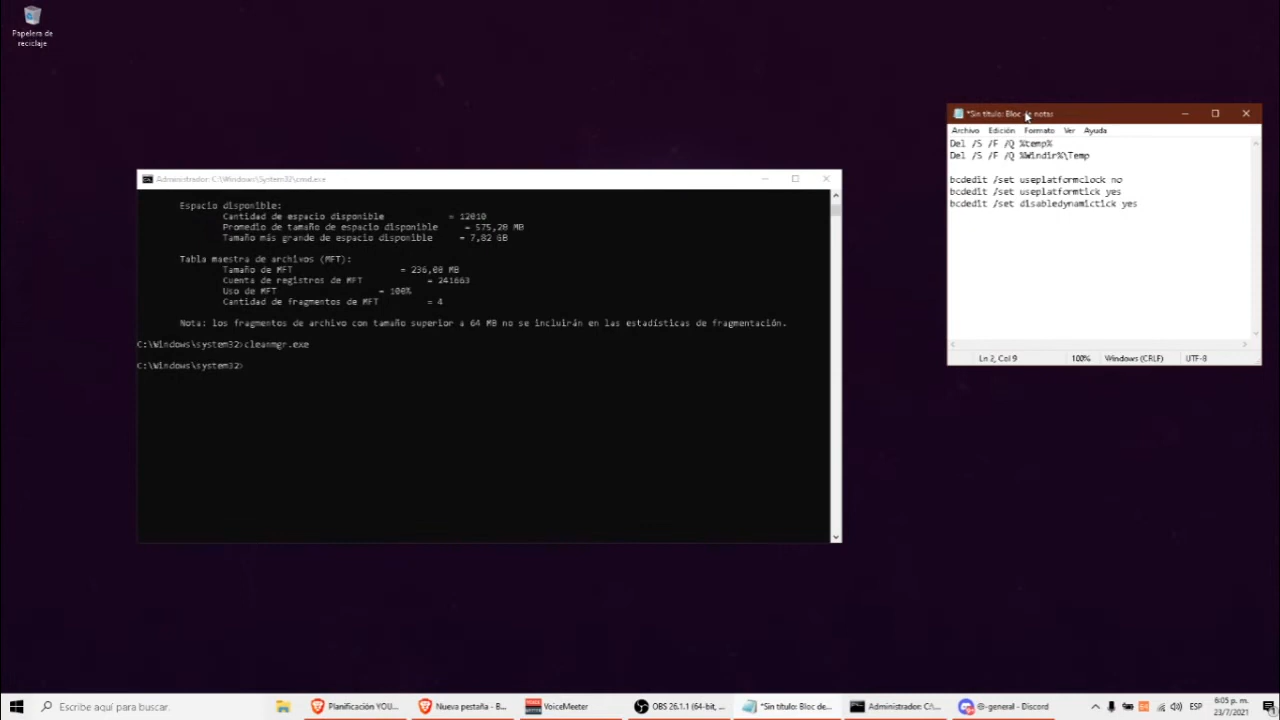 Papelera de
reciclaje
*Sin título: Bloc de notas
Archivo Edición Formato Ver Ayuda
Del /S /F /Q %temp%
Del /S /F /Q %Windir%\Temp
bcdedit /set useplatformclock no
bcdedit /set useplatformtick yes
bcdedit /set disabledynamictick yes
Ln 2, Col 9 100% Windows (CRLF) UTF-8
Administrador: C:\Windows\System32\cmd.exe
Espacio disponible:
Cantidad de espacio disponible = 12010
Promedio de tamaño de espacio disponible = 575,28 MB
Tamaño más grande de espacio disponible = 7,82 GB
Tabla maestra de archivos (MFT):
Tamaño de MFT = 236,00 MB
Cuenta de registros de MFT = 241663
Uso de MFT = 100%
Cantidad de fragmentos de MFT = 4
Nota: los fragmentos de archivo con tamaño superior a 64 MB no se incluirán en las estadísticas de fragmentación.
C:\Windows\system32>cleanmgr.exe
C:\Windows\system32>
Escribe aquí para buscar. Planificación YOU... Nueva pestaña - B... VoiceMeeter OBS 26.1.1 (64-bit, ... *Sin título: Bloc de... Administrador: C:\... @-general - Discord ESP 6:05 p. m.
23/7/2021